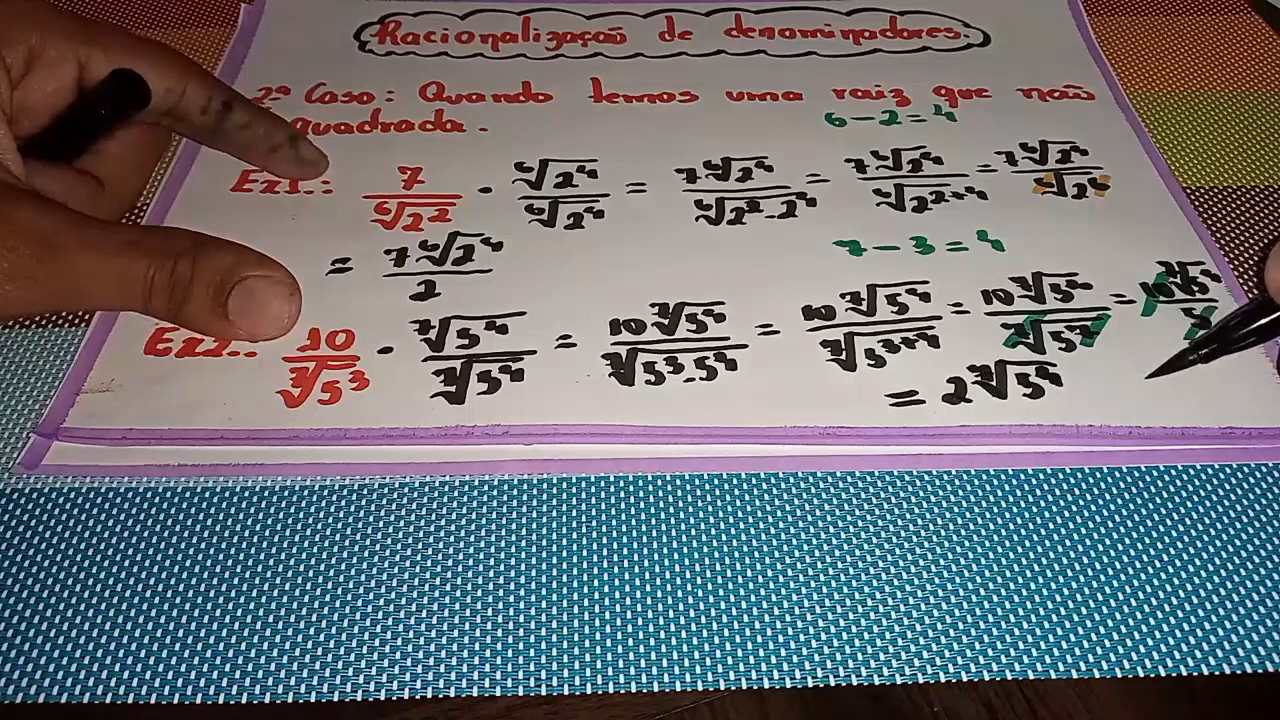 Racionalização de denominadores.
2º Caso: Quando temos uma raiz que não
quadrada.
6-2=4
Ex1.: 7/⁶√2² · ⁶√2⁴/⁶√2⁴ = 7⁶√2⁴/⁶√2².2⁴ = 7⁶√2⁴/⁶√2²⁺⁴ = 7⁶√2⁴/⁶√2⁶
= 7⁶√2⁴/2
7-3=4
10/⁷√5³ · ⁷√5⁴/⁷√5⁴ = 10⁷√5⁴/⁷√5³.5⁴ = 10⁷√5⁴/⁷√5³⁺⁴ = 10⁷√5⁴/⁷√5⁷ = 10⁷√5⁴/5
= 2⁷√5⁴